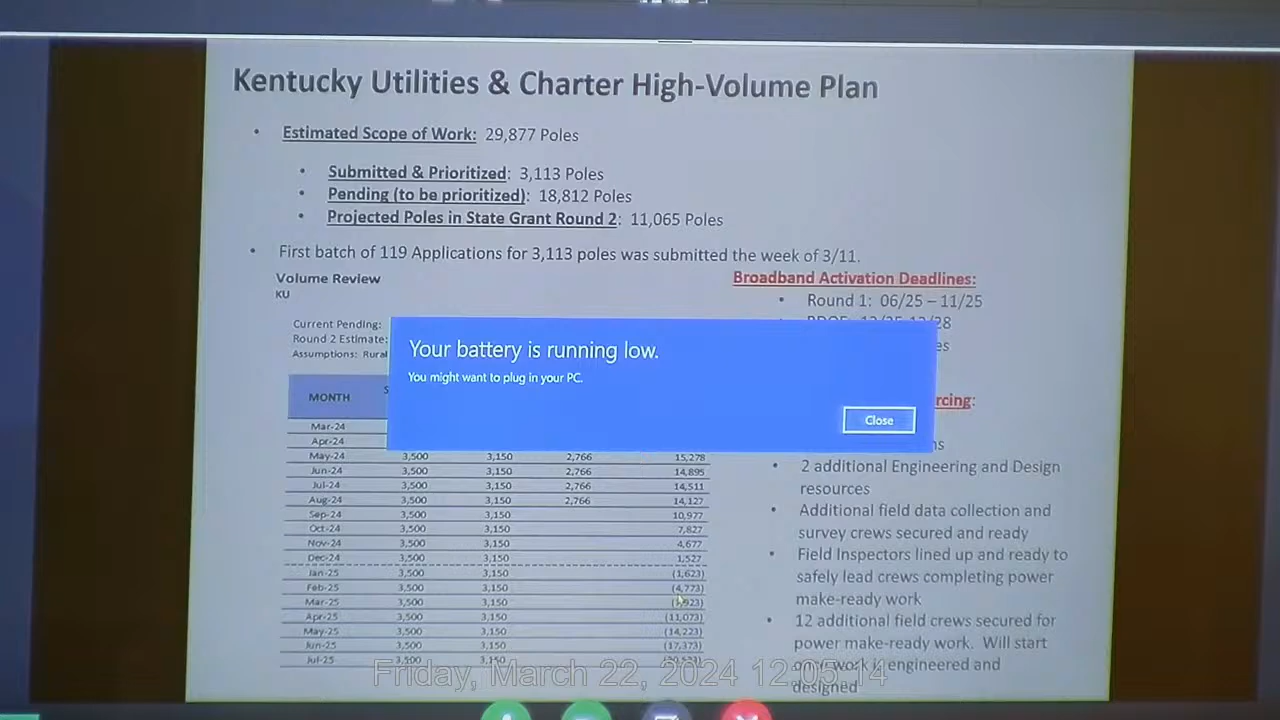 Kentucky Utilities & Charter High-Volume Plan
• Estimated Scope of Work: 29,877 Poles
• Submitted & Prioritized: 3,113 Poles
• Pending (to be prioritized): 18,812 Poles
• Projected Poles in State Grant Round 2: 11,065 Poles
• First batch of 119 Applications for 3,113 poles was submitted the week of 3/11.
Volume Review
KU
Current Pending:
Round 2 Estimate:
Assumptions: Rural
MONTH
Mar-24
Apr-24
May-24 3,500 3,150 2,766 15,278
Jun-24 3,500 3,150 2,766 14,895
Jul-24 3,500 3,150 2,766 14,511
Aug-24 3,500 3,150 2,766 14,127
Sep-24 3,500 3,150 10,977
Oct-24 3,500 3,150 7,827
Nov-24 3,500 3,150 4,677
Dec-24 3,500 3,150 1,527
Jan-25 3,500 3,150 (1,623)
Feb-25 3,500 3,150 (4,773)
Mar-25 3,500 3,150
Apr-25 3,500 3,150 (11,073)
May-25 3,500 3,150 (14,223)
Jun-25 3,500 3,150 (17,373)
Jul-25 3,500
Broadband Activation Deadlines:
• Round 1: 06/25 – 11/25
• 2 additional Engineering and Design
resources
• Additional field data collection and
survey crews secured and ready
• Field Inspectors lined up and ready to
safely lead crews completing power
make-ready work
• 12 additional field crews secured for
power make-ready work. Will start
once work is engineered and
designed
Your battery is running low.
You might want to plug in your PC.
Close
Friday, March 22, 2024 12:05:14